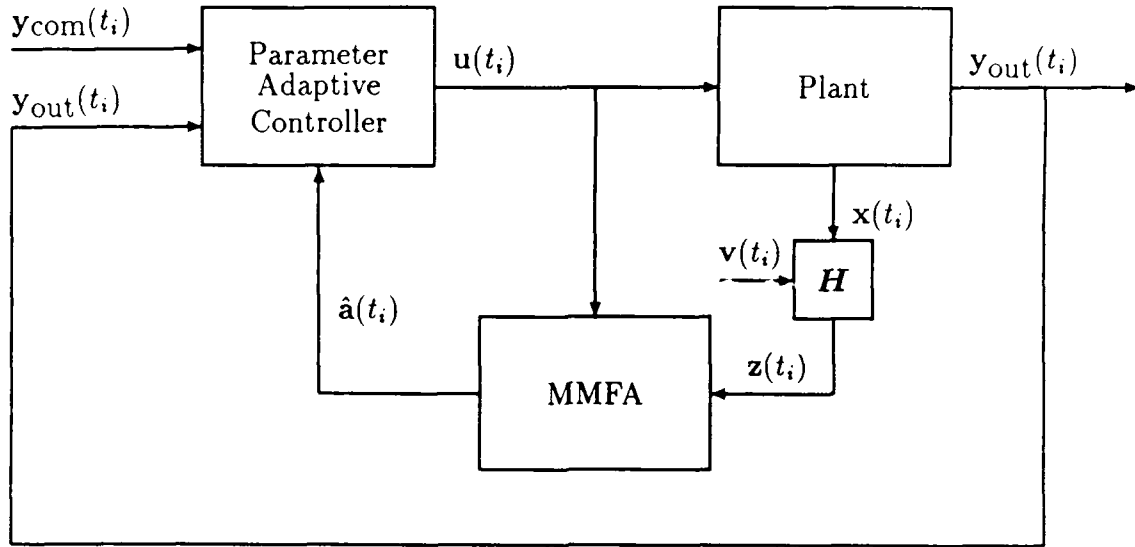 y_com(t_i)
Parameter
Adaptive
Controller
u(t_i)
Plant
y_out(t_i)
y_out(t_i)
x(t_i)
v(t_i)
H
â(t_i)
z(t_i)
MMFA